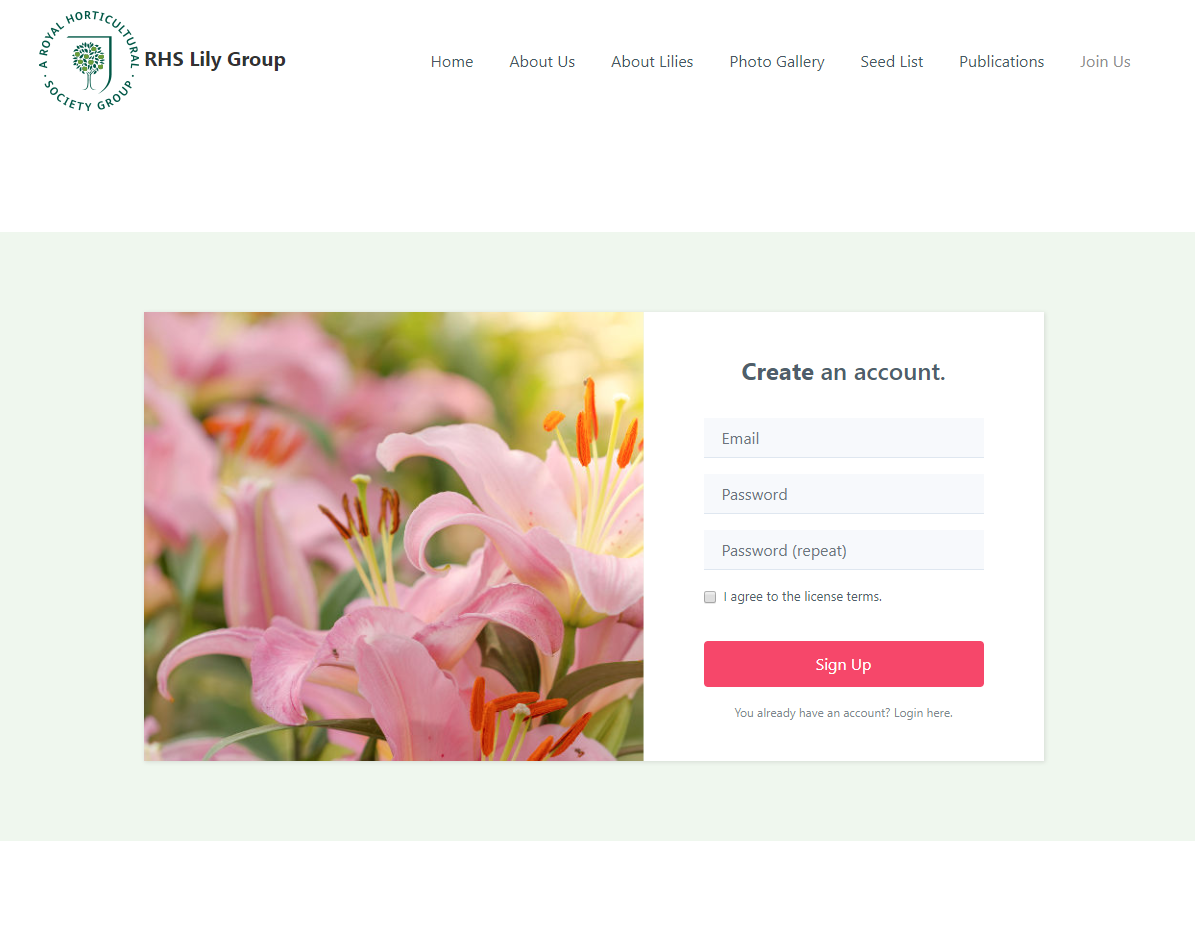 A ROYAL HORTICULTURAL
· SOCIETY GROUP ·
RHS Lily Group
Home About Us About Lilies Photo Gallery Seed List Publications Join Us
Create an account.
Email
Password
Password (repeat)
I agree to the license terms.
Sign Up
You already have an account? Login here.